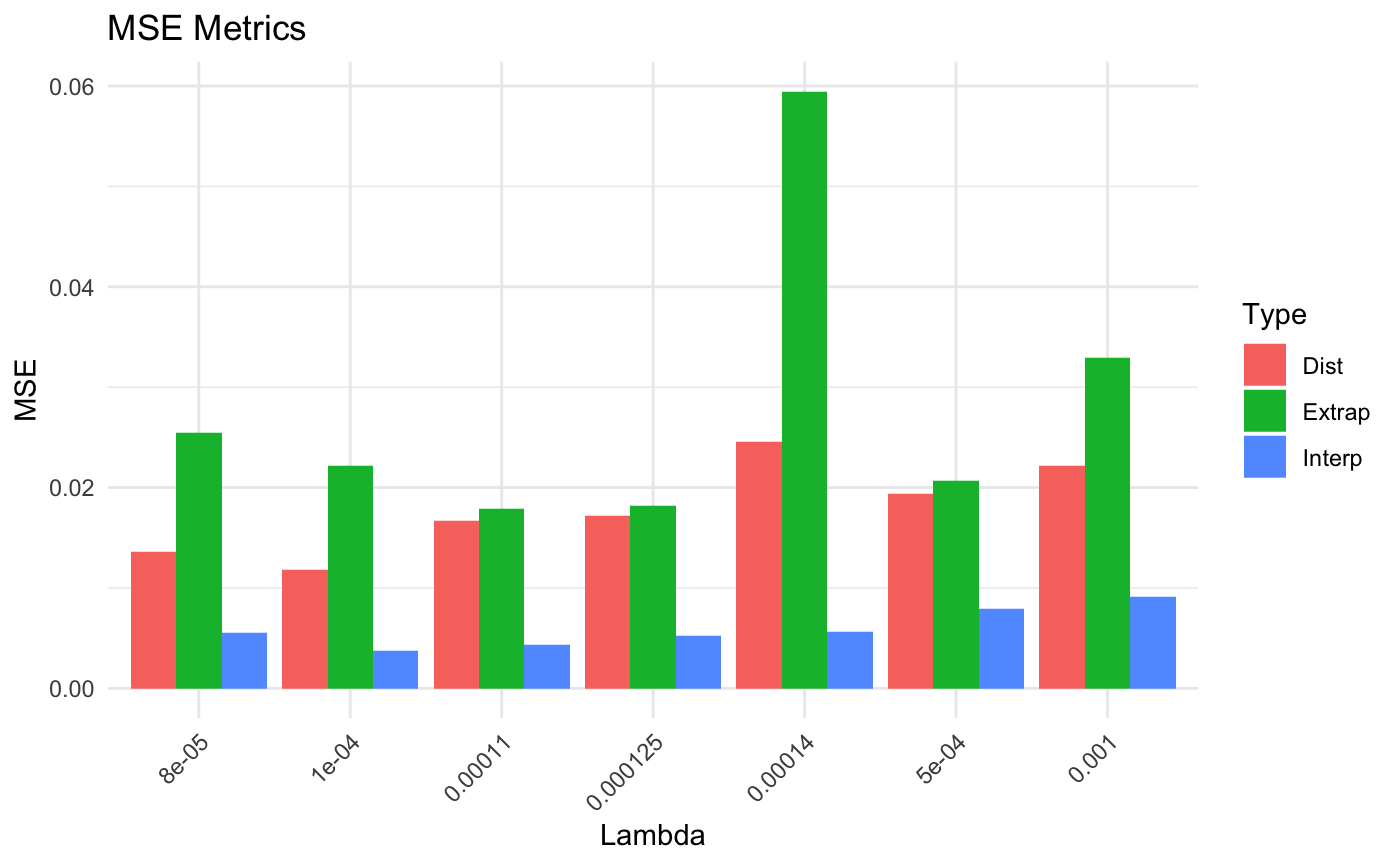 MSE Metrics
0.06
0.04
0.02
0.00
MSE
8e-05
1e-04
0.00011
0.000125
0.00014
5e-04
0.001
Lambda
Type
Dist
Extrap
Interp